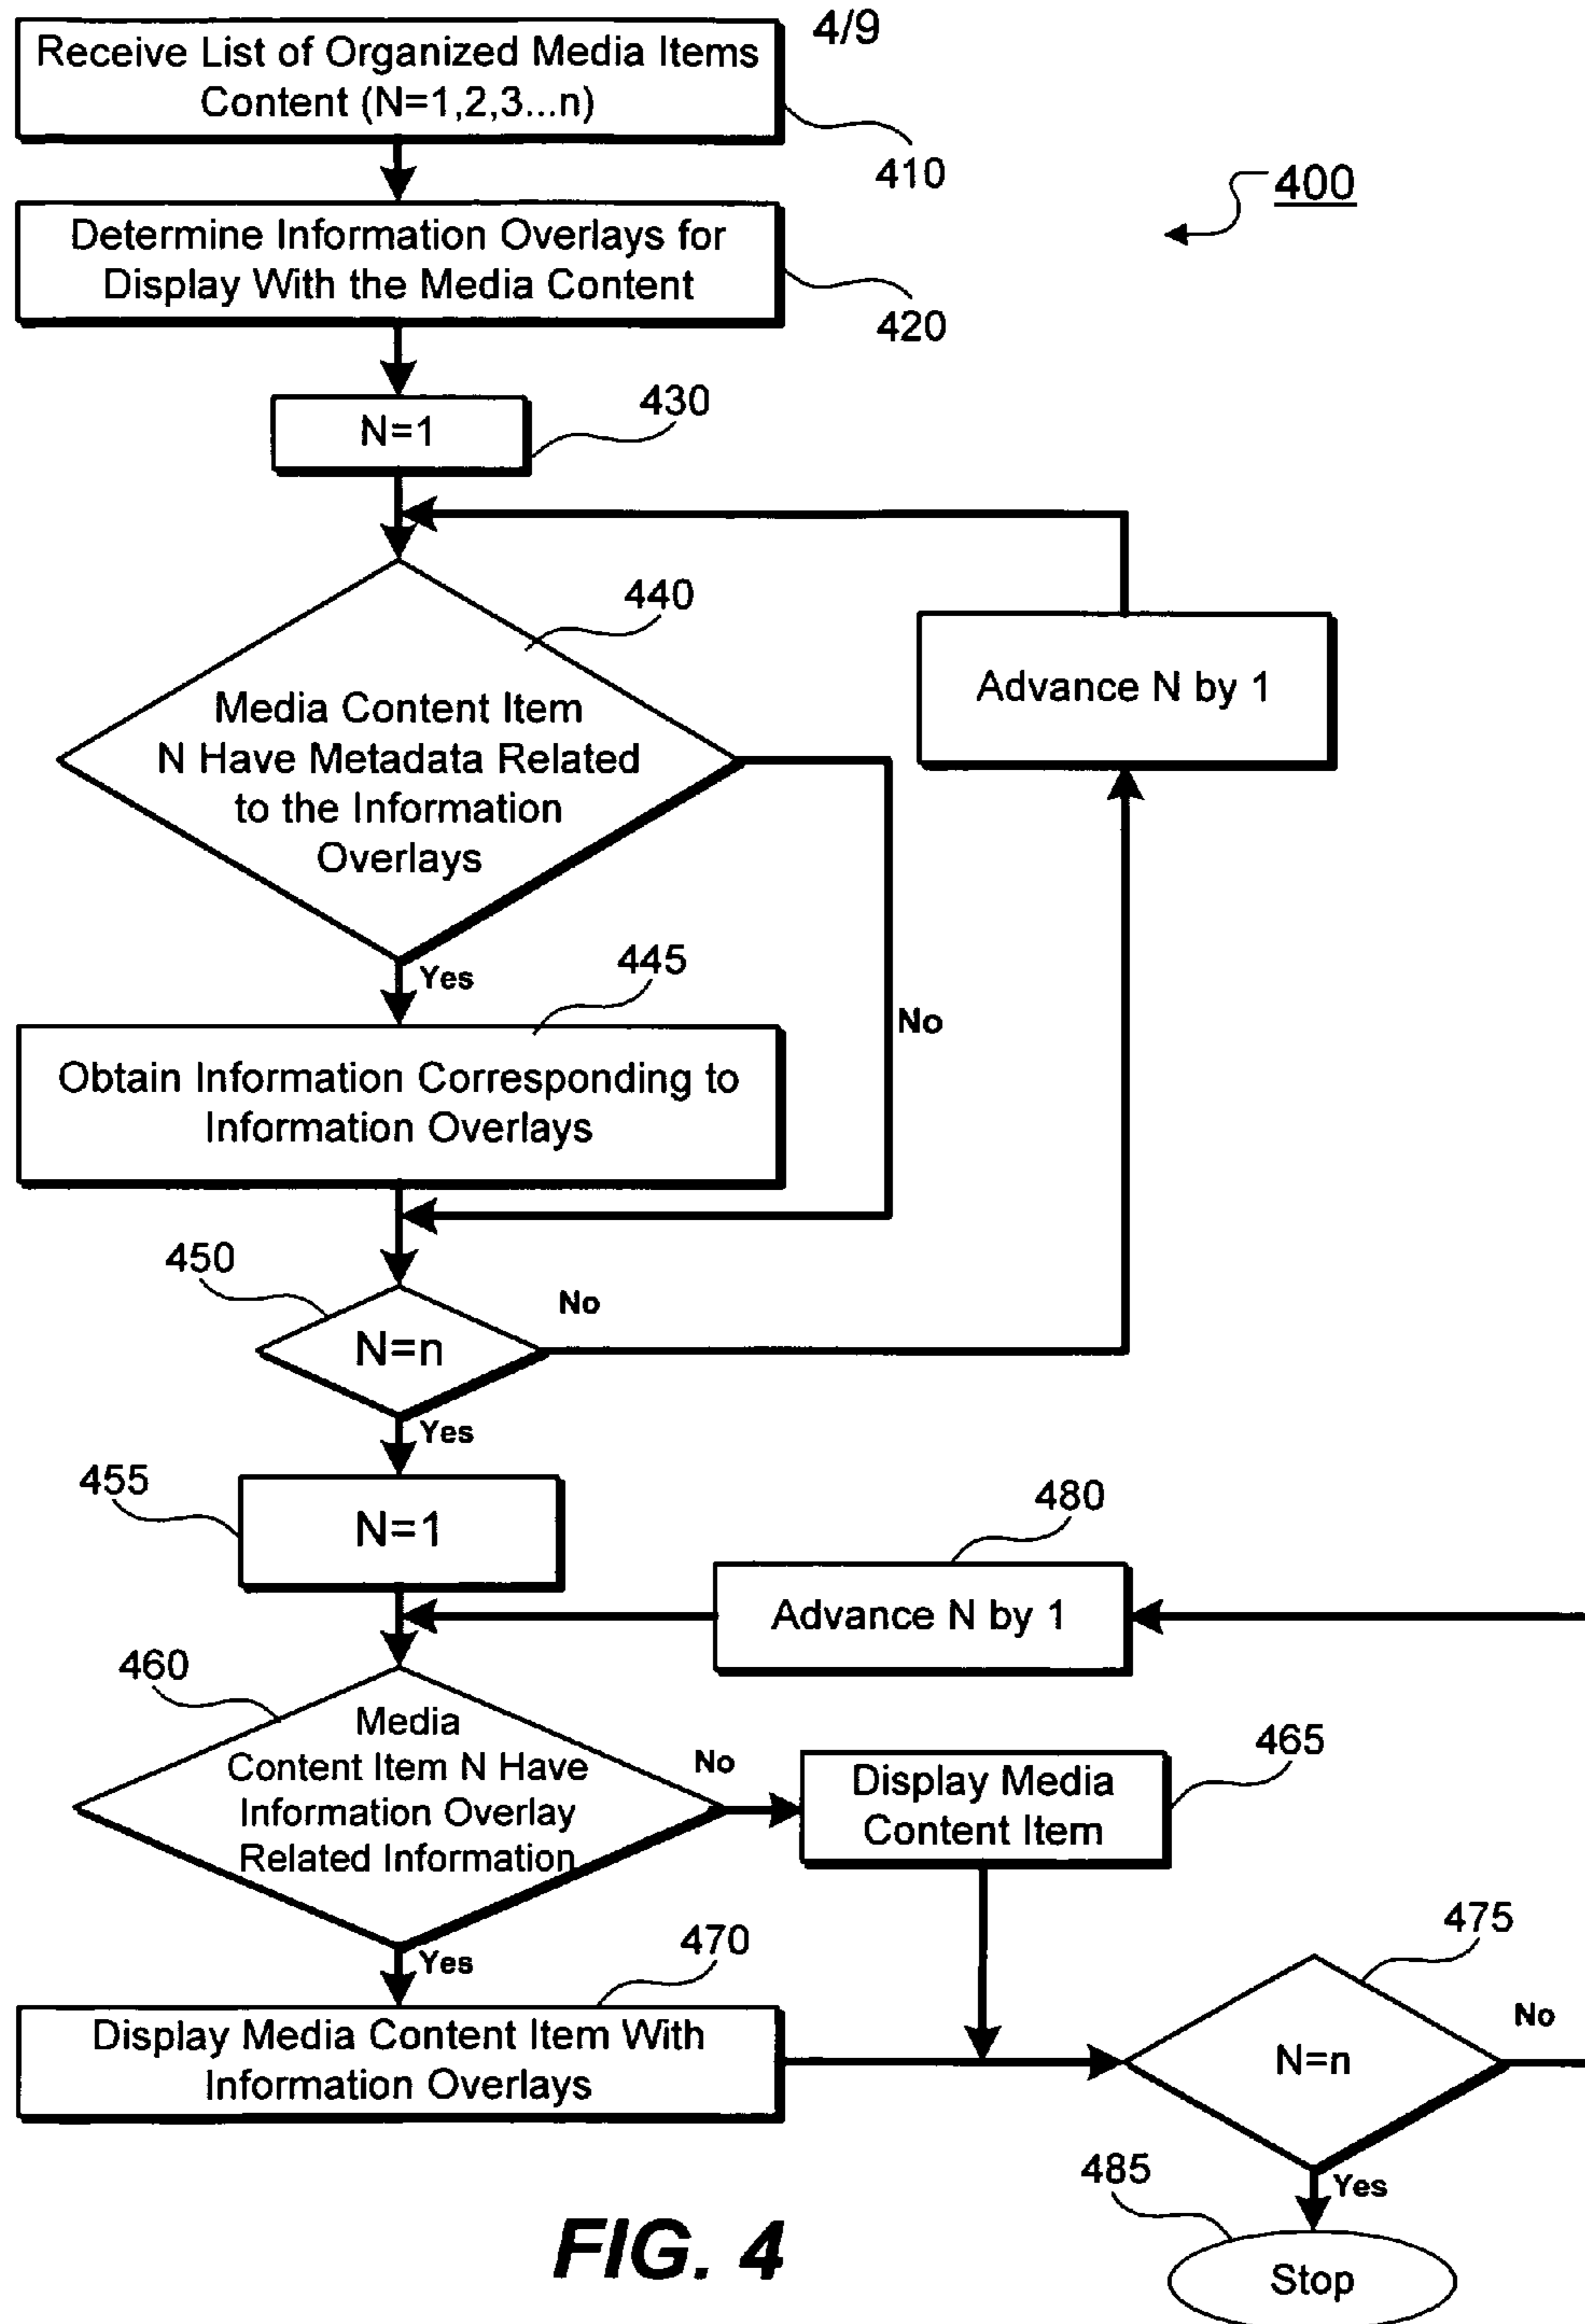 4/9
Receive List of Organized Media Items
Content (N=1,2,3...n)
410
400
Determine Information Overlays for
Display With the Media Content
420
430
N=1
440
Media Content Item
N Have Metadata Related
to the Information
Overlays
Advance N by 1
Yes
445
No
Obtain Information Corresponding to
Information Overlays
450
No
N=n
Yes
455
N=1
480
Advance N by 1
460
Media
Content Item N Have
Information Overlay
Related Information
No
465
Display Media
Content Item
Yes
470
Display Media Content Item With
Information Overlays
475
No
N=n
Yes
485
Stop
FIG. 4